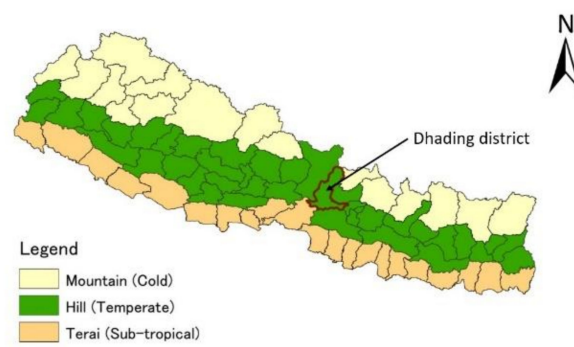 N
Dhading district
Legend
Mountain (Cold)
Hill (Temperate)
Terai (Sub-tropical)